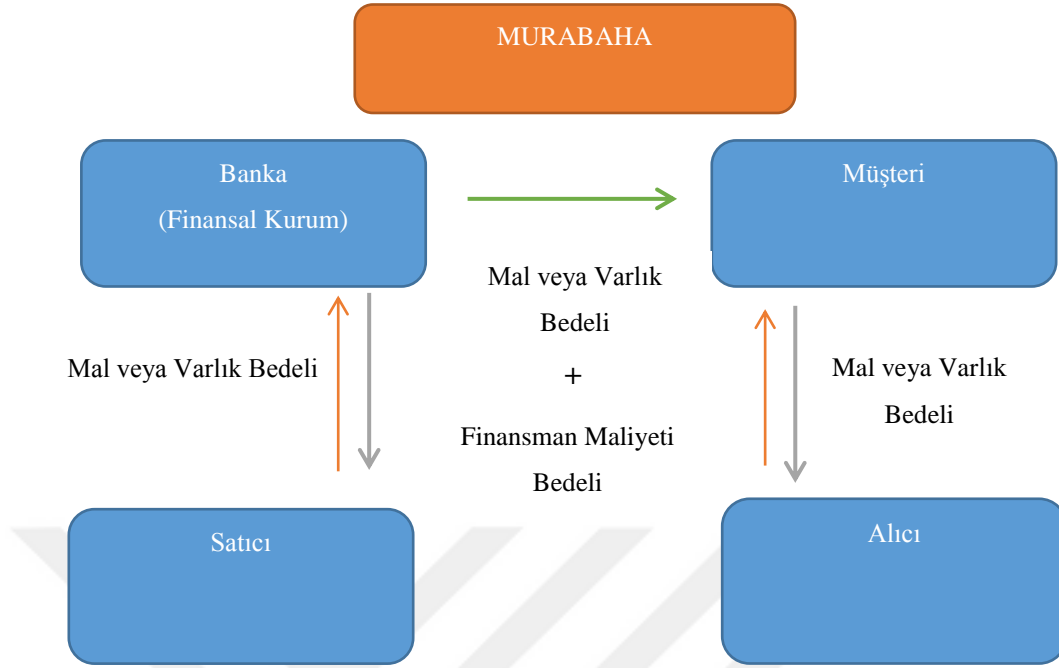 MURABAHA
Banka
(Finansal Kurum)
Müşteri
Mal veya Varlık
Bedeli
+
Finansman Maliyeti
Bedeli
Mal veya Varlık Bedeli
Mal veya Varlık
Bedeli
Satıcı
Alıcı